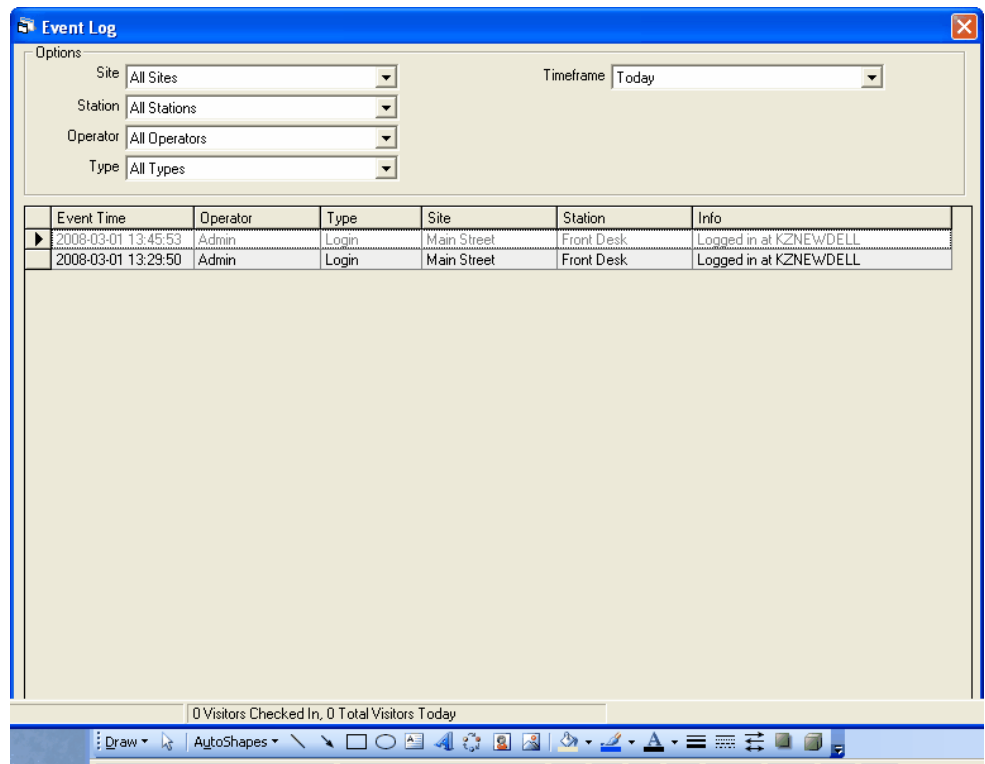 Event Log
Options
Site All Sites Timeframe Today
Station All Stations
Operator All Operators
Type All Types
Event Time Operator Type Site Station Info
2008-03-01 13:45:53 Admin Login Main Street Front Desk Logged in at KZNEWDELL
2008-03-01 13:29:50 Admin Login Main Street Front Desk Logged in at KZNEWDELL
0 Visitors Checked In, 0 Total Visitors Today
Draw AutoShapes